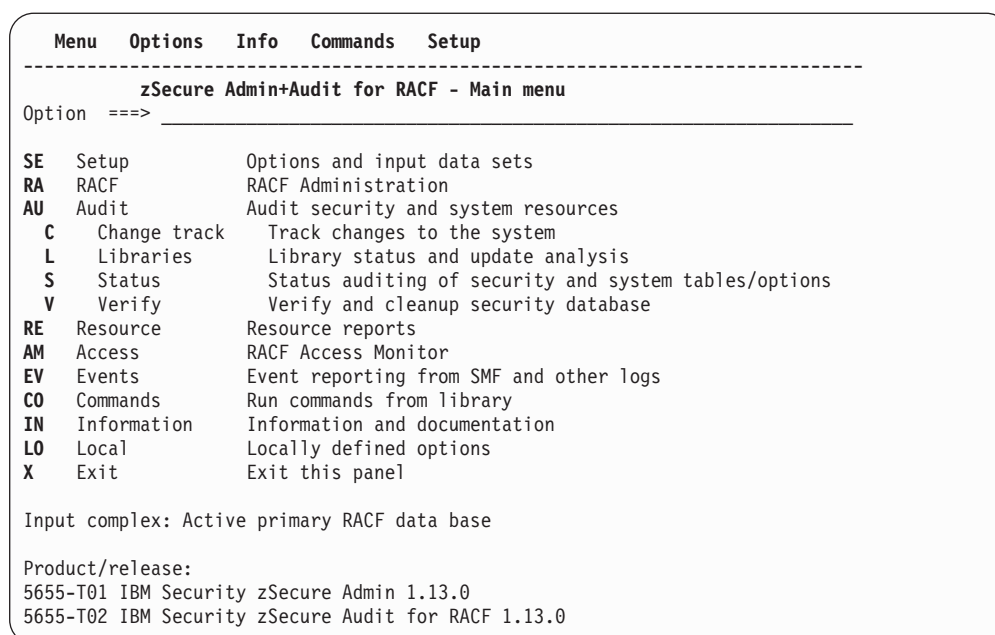 Menu Options Info Commands Setup
-------------------------------------------------------------------------------
zSecure Admin+Audit for RACF - Main menu
Option ===> _________________________________________________________________
SE Setup Options and input data sets
RA RACF RACF Administration
AU Audit Audit security and system resources
C Change track Track changes to the system
L Libraries Library status and update analysis
S Status Status auditing of security and system tables/options
V Verify Verify and cleanup security database
RE Resource Resource reports
AM Access RACF Access Monitor
EV Events Event reporting from SMF and other logs
CO Commands Run commands from library
IN Information Information and documentation
LO Local Locally defined options
X Exit Exit this panel
Input complex: Active primary RACF data base
Product/release:
5655-T01 IBM Security zSecure Admin 1.13.0
5655-T02 IBM Security zSecure Audit for RACF 1.13.0